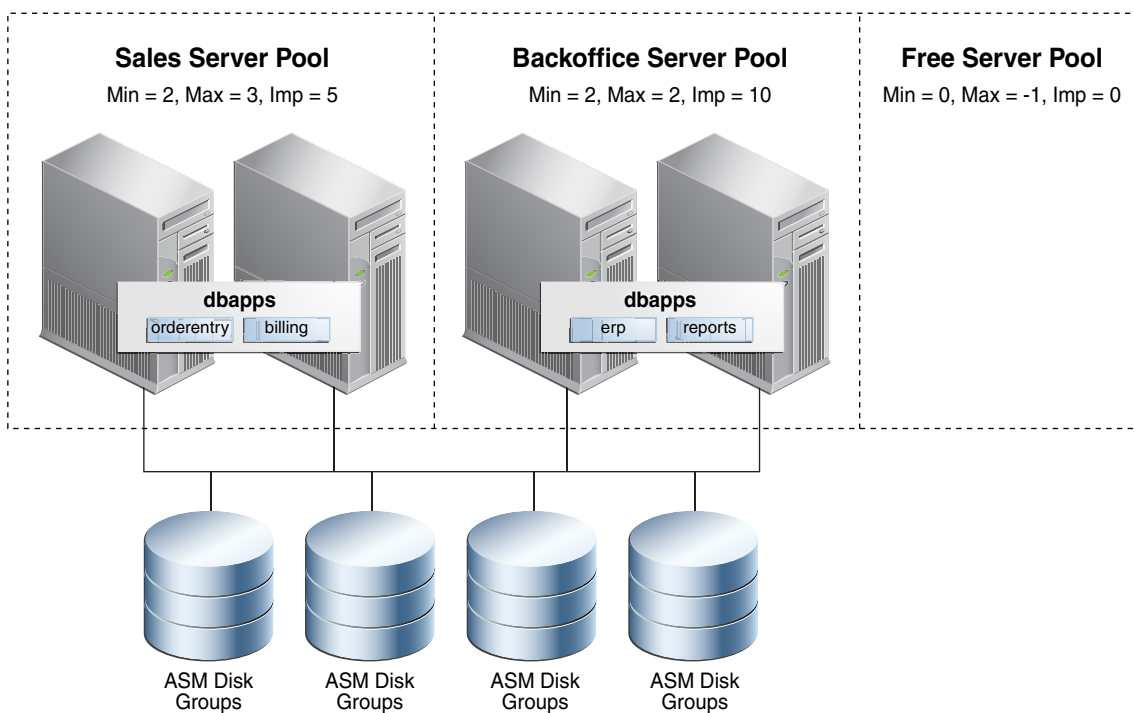 Sales Server Pool
Min = 2, Max = 3, Imp = 5
Backoffice Server Pool
Min = 2, Max = 2, Imp = 10
Free Server Pool
Min = 0, Max = -1, Imp = 0
dbapps
orderentry
billing
dbapps
erp
reports
ASM Disk
Groups
ASM Disk
Groups
ASM Disk
Groups
ASM Disk
Groups